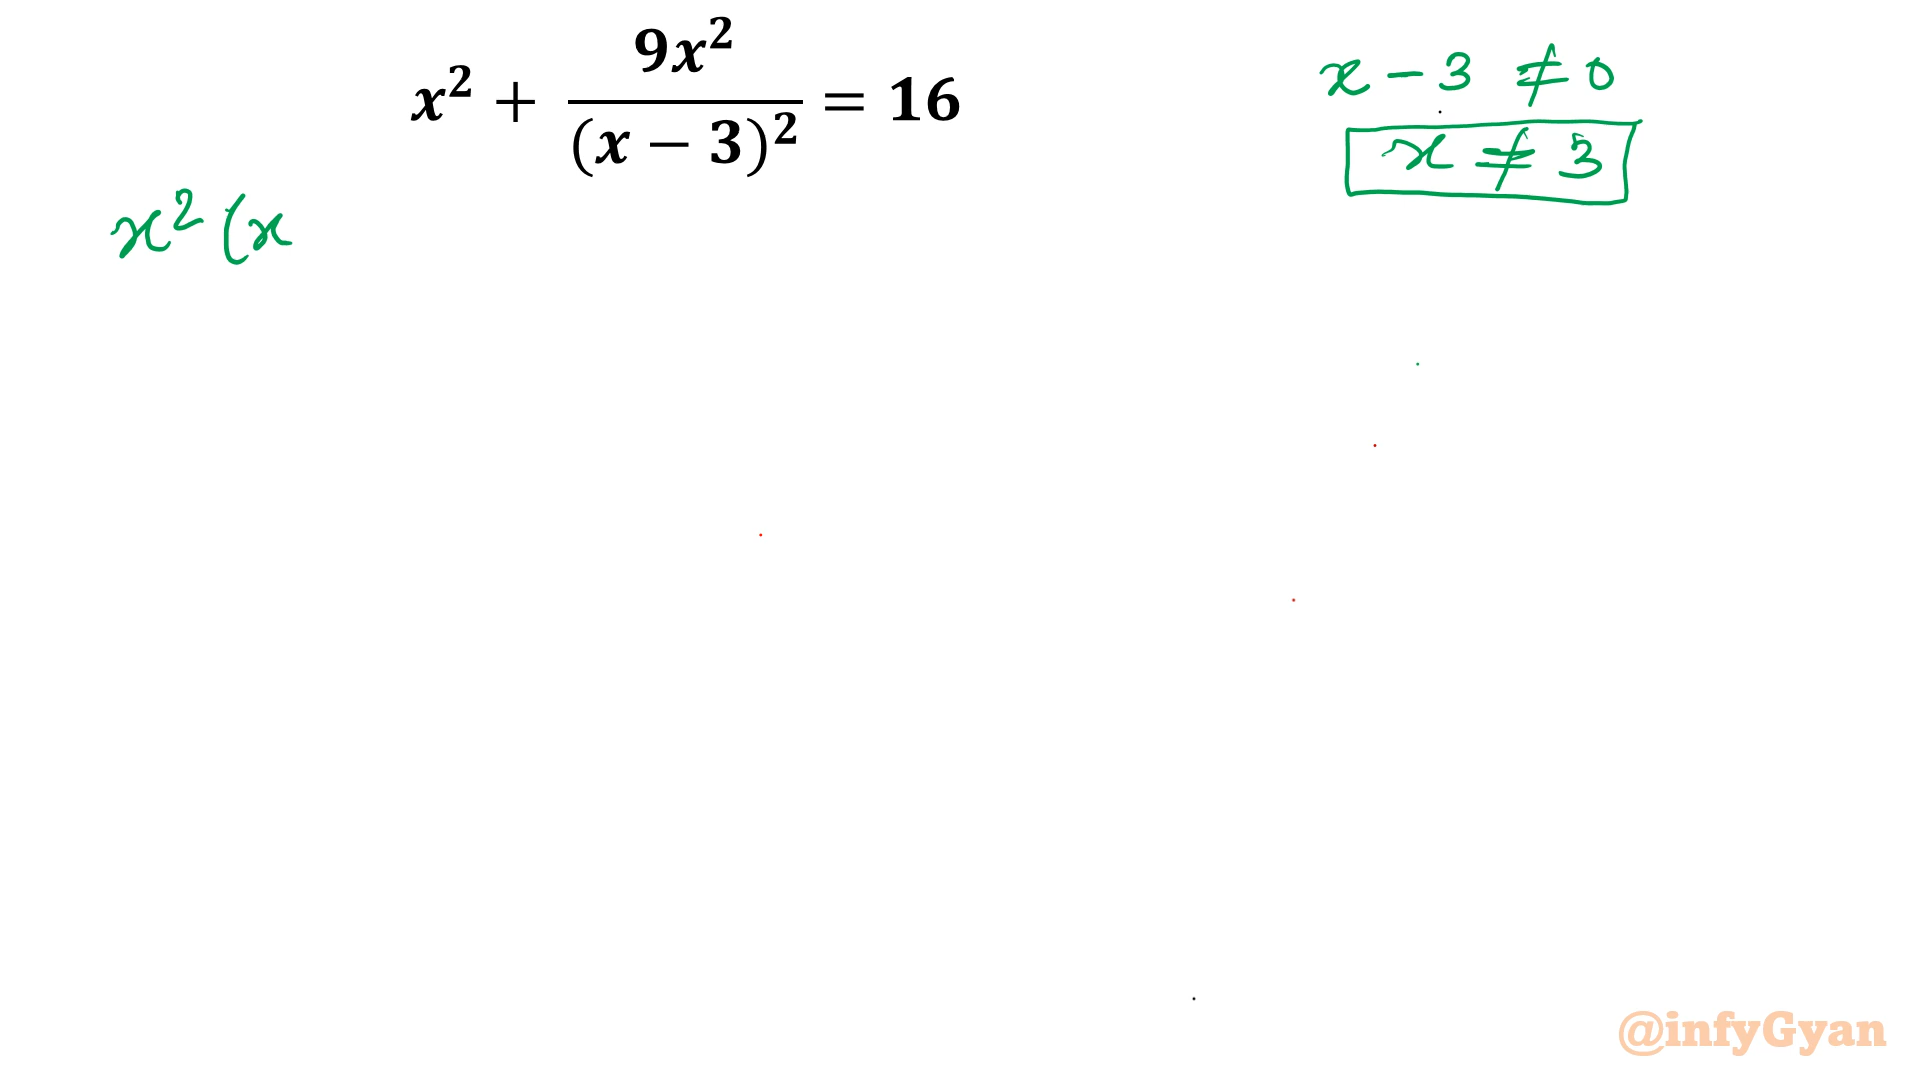 x² + 9x²/(x − 3)² = 16
x − 3 ≠ 0
x ≠ 3
x² (x
@infyGyan